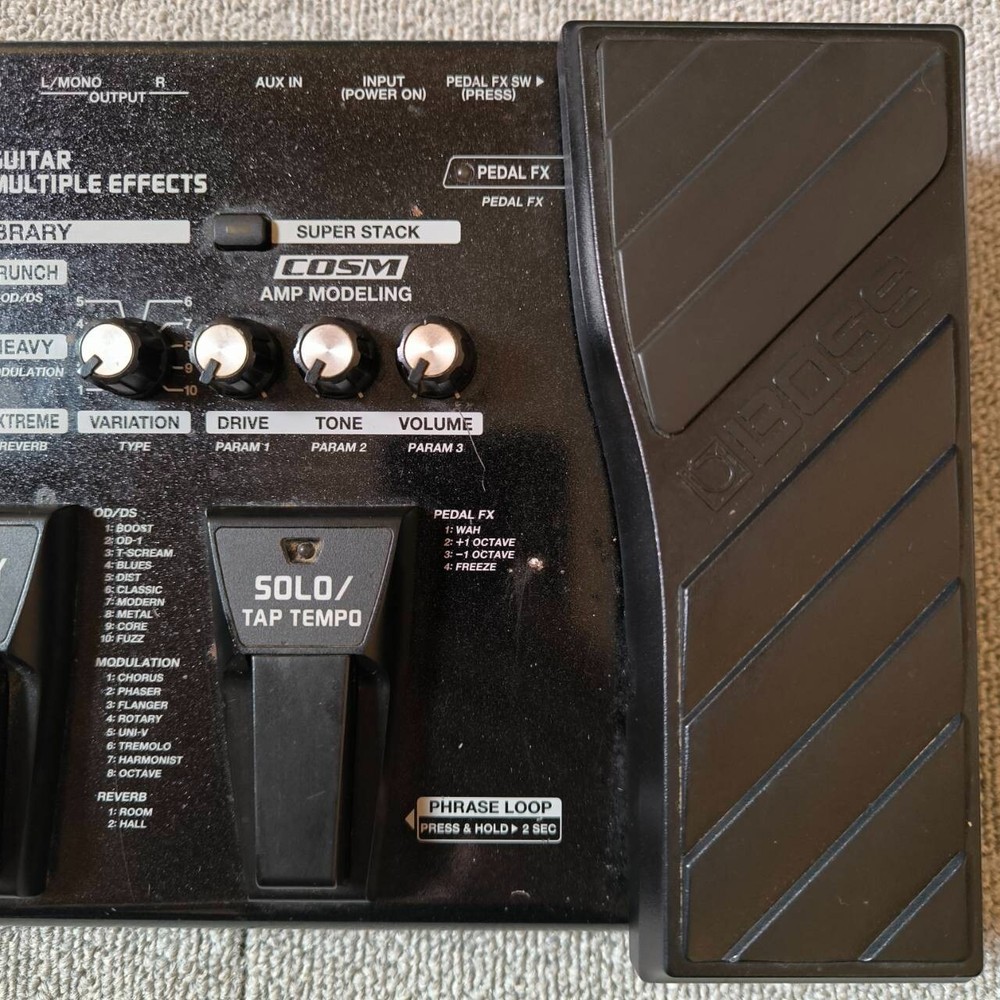 L/MONO R
OUTPUT
AUX IN
INPUT
(POWER ON)
PEDAL FX SW ▶
(PRESS)
GUITAR
MULTIPLE EFFECTS
PEDAL FX
PEDAL FX
BRARY
SUPER STACK
RUNCH
OD/DS
COSM
AMP MODELING
BOSS
5 6
4 7
8
9
1 10
HEAVY
MODULATION
XTREME
REVERB
VARIATION
TYPE
DRIVE
PARAM 1
TONE
PARAM 2
VOLUME
PARAM 3
OD/DS
1: BOOST
2: OD-1
3: T-SCREAM
4: BLUES
5: DIST
6: CLASSIC
7: MODERN
8: METAL
9: CORE
10: FUZZ
MODULATION
1: CHORUS
2: PHASER
3: FLANGER
4: ROTARY
5: UNI-V
6: TREMOLO
7: HARMONIST
8: OCTAVE
REVERB
1: ROOM
2: HALL
Y
SOLO/
TAP TEMPO
PEDAL FX
1: WAH
2: +1 OCTAVE
3: −1 OCTAVE
4: FREEZE
PHRASE LOOP
PRESS & HOLD ▶ 2 SEC